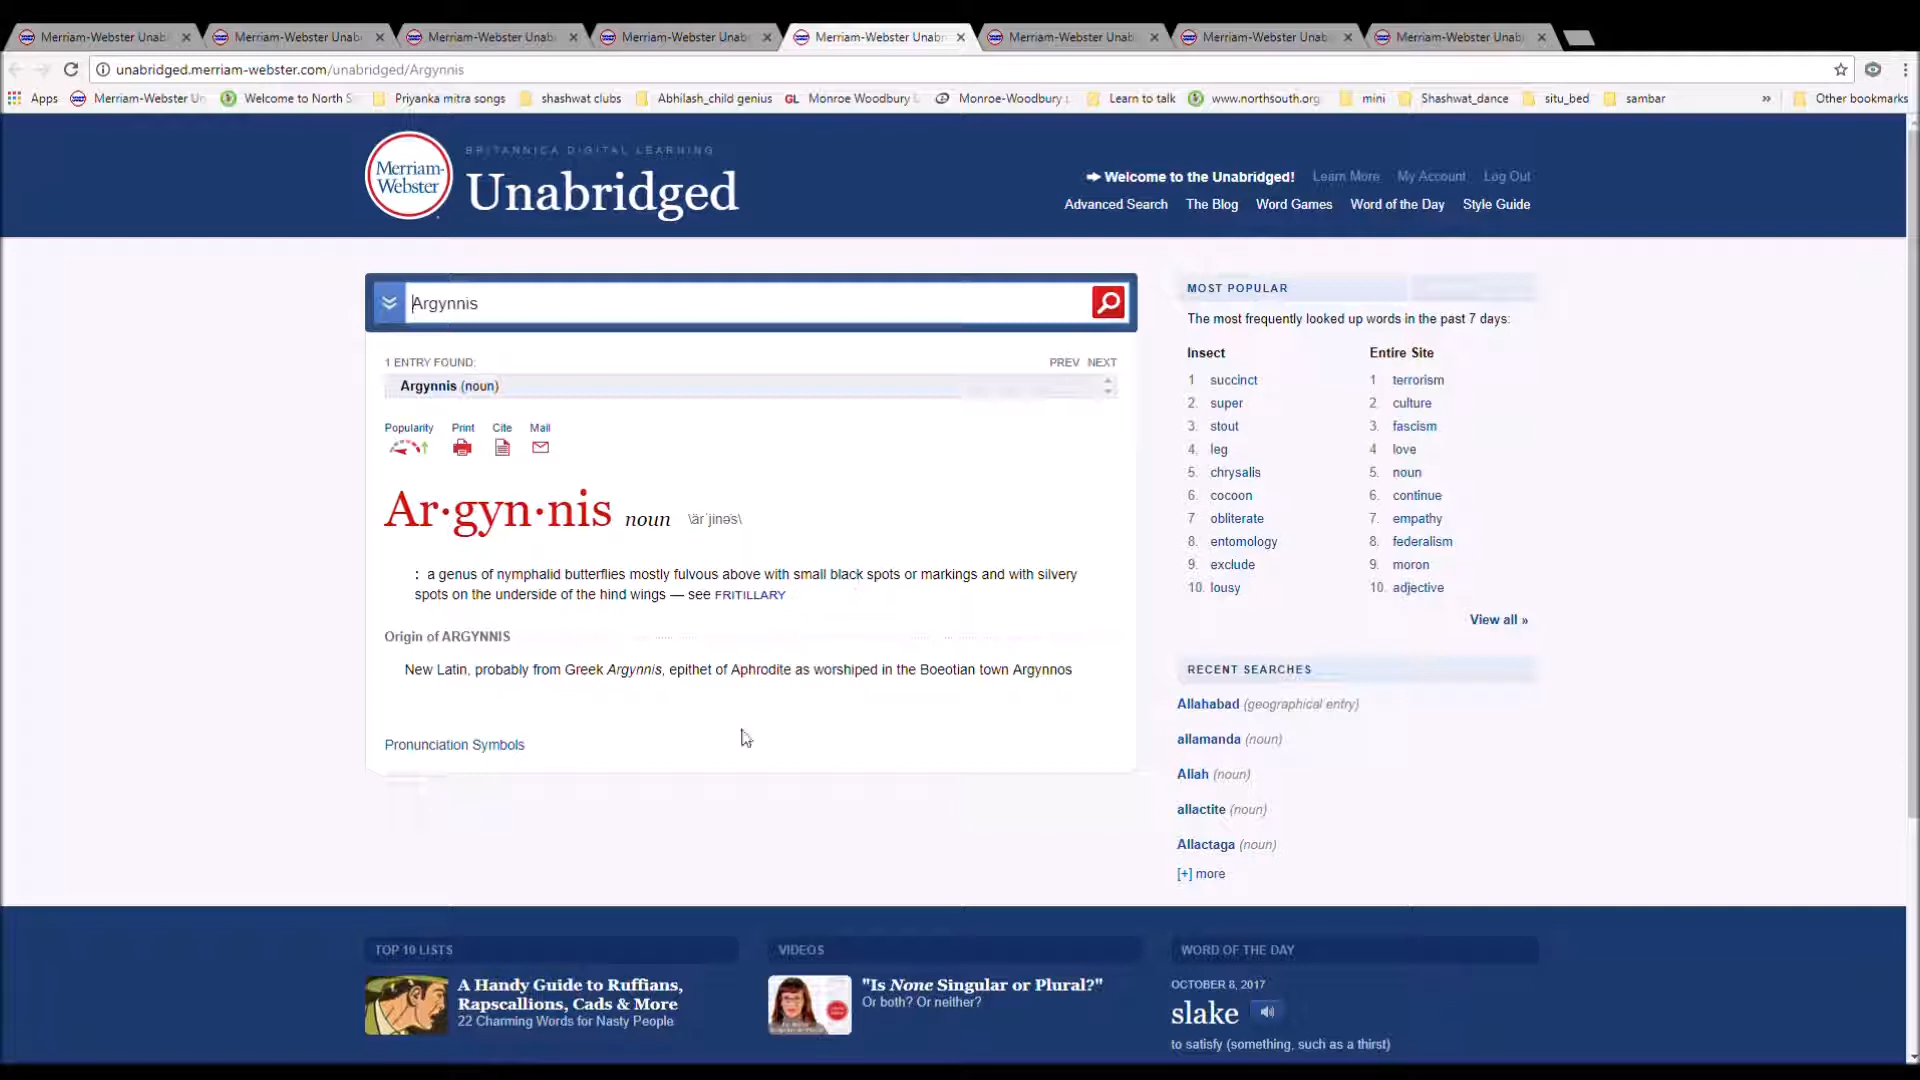 Merriam-Webster Unab
Merriam-Webster Unab
Merriam-Webster Unab
Merriam-Webster Unab
Merriam-Webster Unabr
Merriam-Webster Unab
Merriam-Webster Unab
Merriam-Webster Unab
unabridged.merriam-webster.com/unabridged/Argynnis
Apps Merriam-Webster Un Welcome to North S Priyanka mitra songs shashwat clubs Abhilash_child genius GL Monroe Woodbury Monroe-Woodbury Learn to talk www.northsouth.org mini Shashwat_dance situ_bed sambar » Other bookmarks
BRITANNICA DIGITAL LEARNING
Merriam-Webster
Unabridged
Welcome to the Unabridged! Learn More My Account Log Out
Advanced Search The Blog Word Games Word of the Day Style Guide
Argynnis
1 ENTRY FOUND:
PREV NEXT
Argynnis (noun)
Popularity Print Cite Mail
Ar·gyn·nis noun \är'jinəs\
: a genus of nymphalid butterflies mostly fulvous above with small black spots or markings and with silvery
spots on the underside of the hind wings — see FRITILLARY
Origin of ARGYNNIS
New Latin, probably from Greek Argynnis, epithet of Aphrodite as worshiped in the Boeotian town Argynnos
Pronunciation Symbols
MOST POPULAR
The most frequently looked up words in the past 7 days:
Insect
1 succinct
2. super
3. stout
4. leg
5. chrysalis
6. cocoon
7 obliterate
8. entomology
9. exclude
10. lousy
Entire Site
1 terrorism
2. culture
3. fascism
4 love
5. noun
6. continue
7. empathy
8. federalism
9. moron
10. adjective
View all »
RECENT SEARCHES
Allahabad (geographical entry)
allamanda (noun)
Allah (noun)
allactite (noun)
Allactaga (noun)
[+] more
TOP 10 LISTS
A Handy Guide to Ruffians,
Rapscallions, Cads & More
22 Charming Words for Nasty People
VIDEOS
"Is None Singular or Plural?"
Or both? Or neither?
WORD OF THE DAY
OCTOBER 8, 2017
slake
to satisfy (something, such as a thirst)